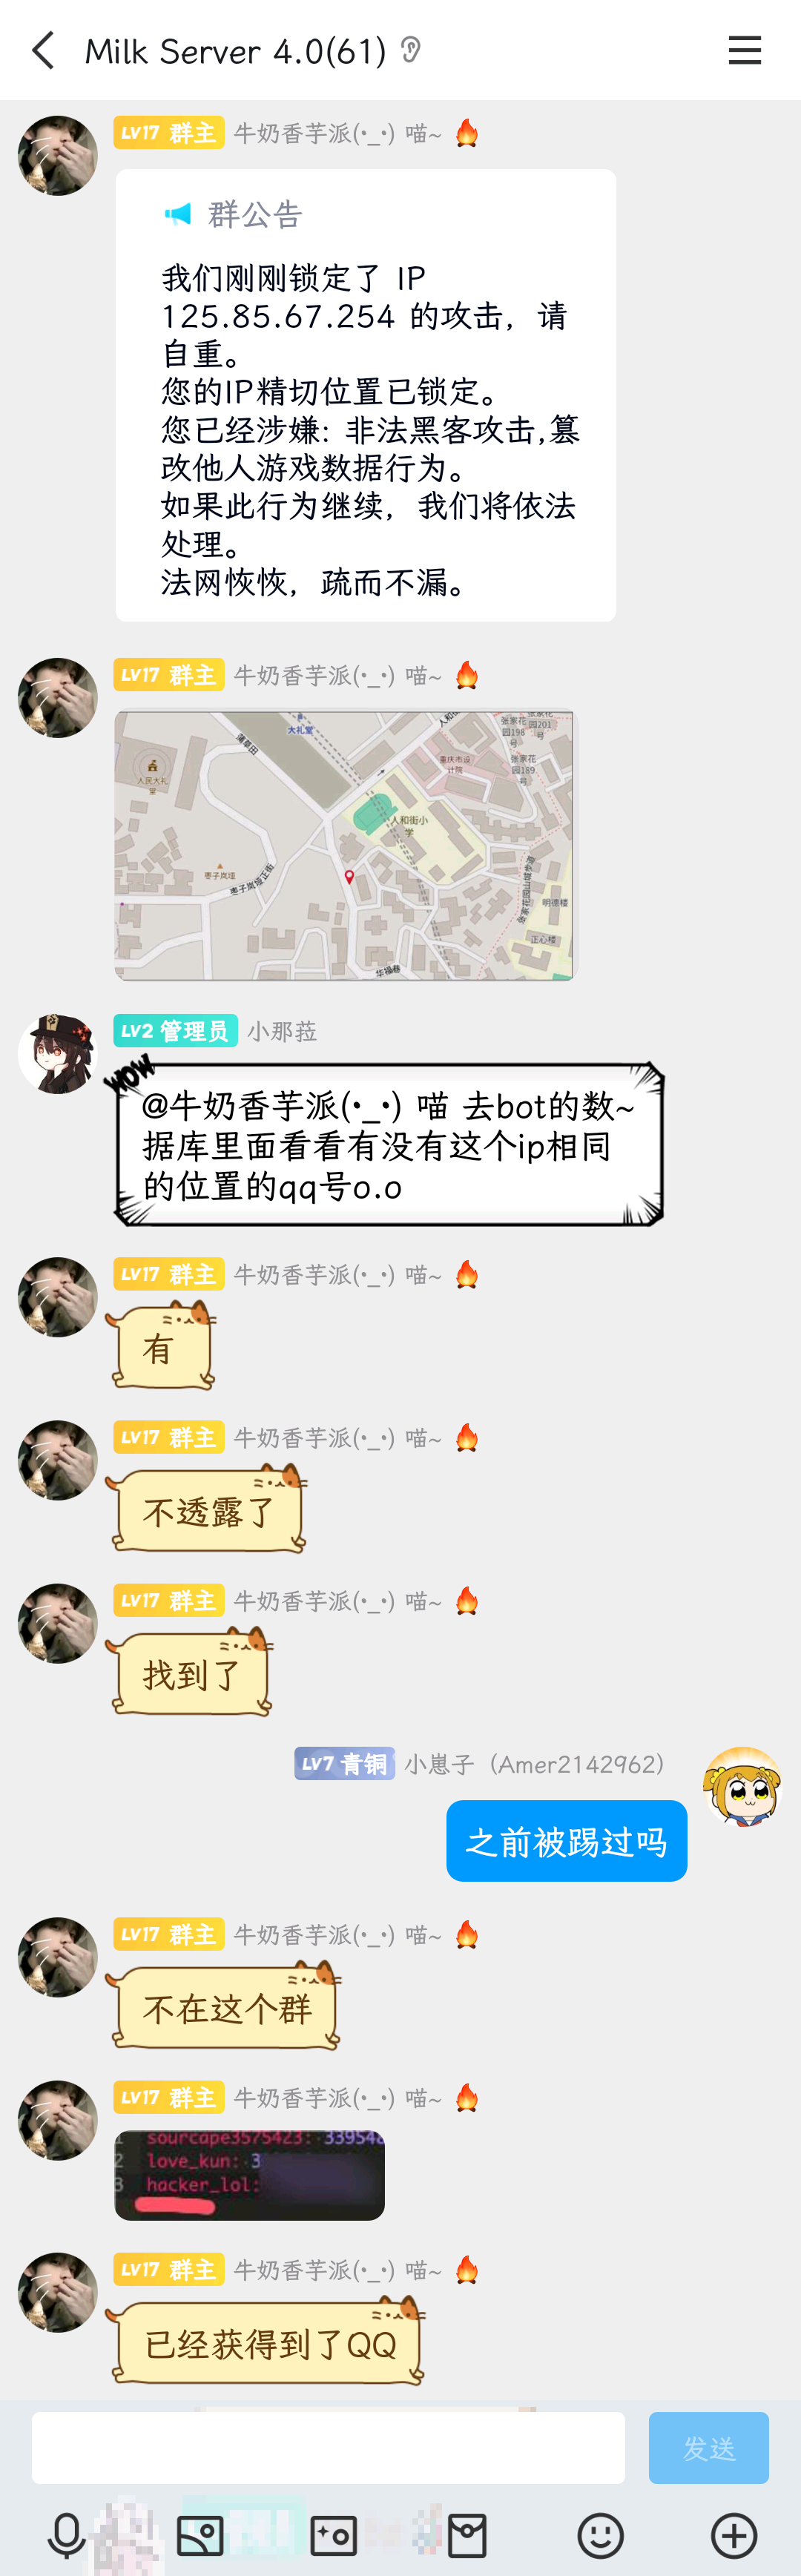 Milk Server 4.0(61)
LV17 群主 牛奶香芋派(•_•) 喵~
群公告
我们刚刚锁定了 IP
125.85.67.254 的攻击，请
自重。
您的IP精切位置已锁定。
您已经涉嫌: 非法黑客攻击,篡
改他人游戏数据行为。
如果此行为继续，我们将依法
处理。
法网恢恢，疏而不漏。
LV17 群主 牛奶香芋派(•_•) 喵~
大礼堂
蒲草田
人民大礼
堂
人和街
重庆市设
计院
张家花
园198
号
张家花
园201
号
张家花
园189
号
人和街小
学
枣子岚垭
枣子岚垭正街
张家花园山城步道
明德楼
正心楼
华福巷
LV2 管理员 小那菈
WOW
@牛奶香芋派(•_•) 喵 去bot的数~
据库里面看看有没有这个ip相同
的位置的qq号o.o
LV17 群主 牛奶香芋派(•_•) 喵~
有
LV17 群主 牛奶香芋派(•_•) 喵~
不透露了
LV17 群主 牛奶香芋派(•_•) 喵~
找到了
LV7 青铜 小崽子（Amer2142962）
之前被踢过吗
LV17 群主 牛奶香芋派(•_•) 喵~
不在这个群
LV17 群主 牛奶香芋派(•_•) 喵~
1 sourcape3575423: 339548
2 love_kun: 3
3 hacker_lol:
LV17 群主 牛奶香芋派(•_•) 喵~
已经获得到了QQ
发送